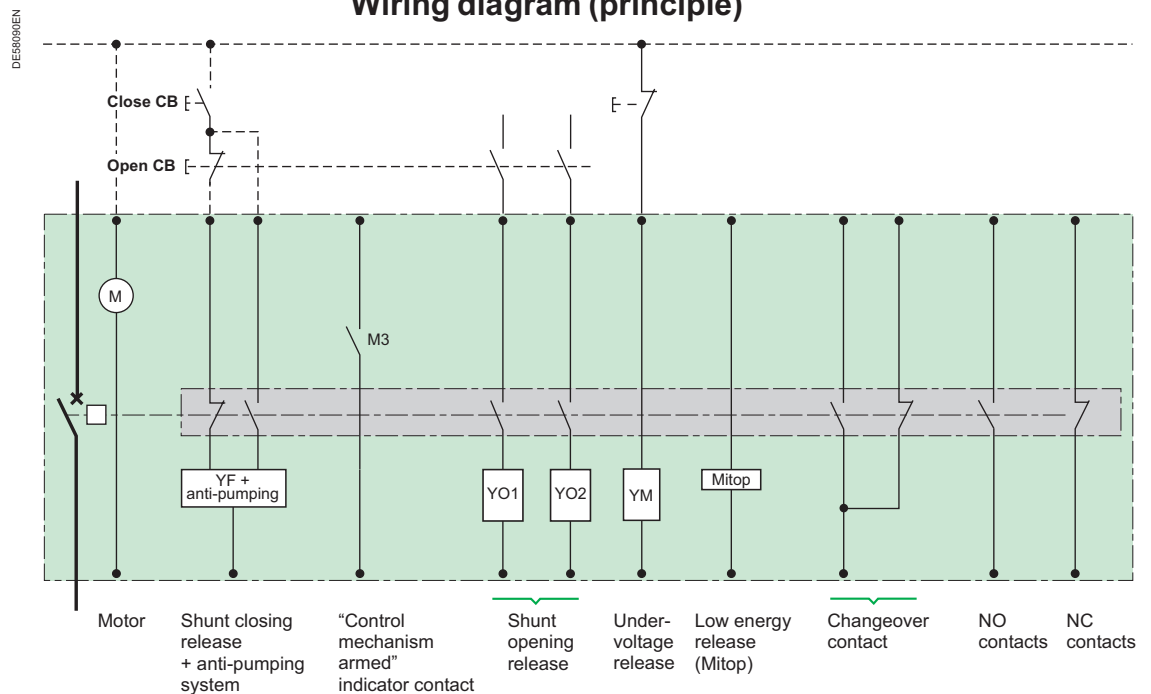 Wiring diagram (principle)
DE58090EN
Close CB
Open CB
M
M3
YF +
anti-pumping
YO1
YO2
YM
Mitop
Motor
Shunt closing
release
+ anti-pumping
system
“Control
mechanism
armed”
indicator contact
Shunt
opening
release
Under-
voltage
release
Low energy
release
(Mitop)
Changeover
contact
NO
contacts
NC
contacts